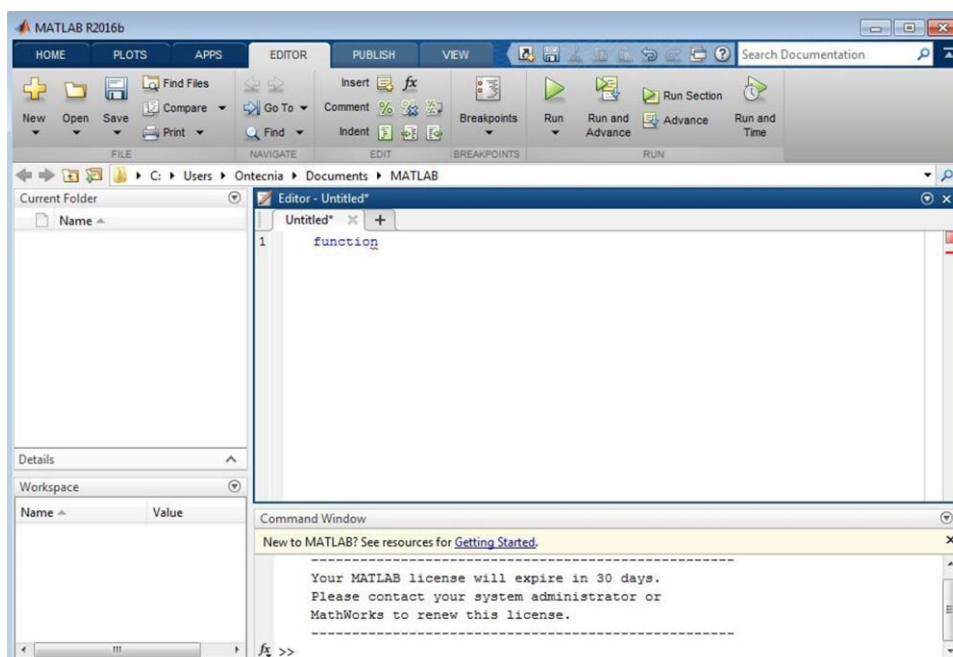 MATLAB R2016b
HOME PLOTS APPS EDITOR PUBLISH VIEW Search Documentation
New Open Save Find Files Compare Print
Go To Find
Insert fx
Comment %
Indent
Breakpoints
Run Run and Advance Run Section Advance Run and Time
FILE NAVIGATE EDIT BREAKPOINTS RUN
C: Users Ontecnia Documents MATLAB
Current Folder
Name
Details
Workspace
Name Value
Editor - Untitled*
Untitled* +
1 function
Command Window
New to MATLAB? See resources for Getting Started.
Your MATLAB license will expire in 30 days.
Please contact your system administrator or
MathWorks to renew this license.
fx >>